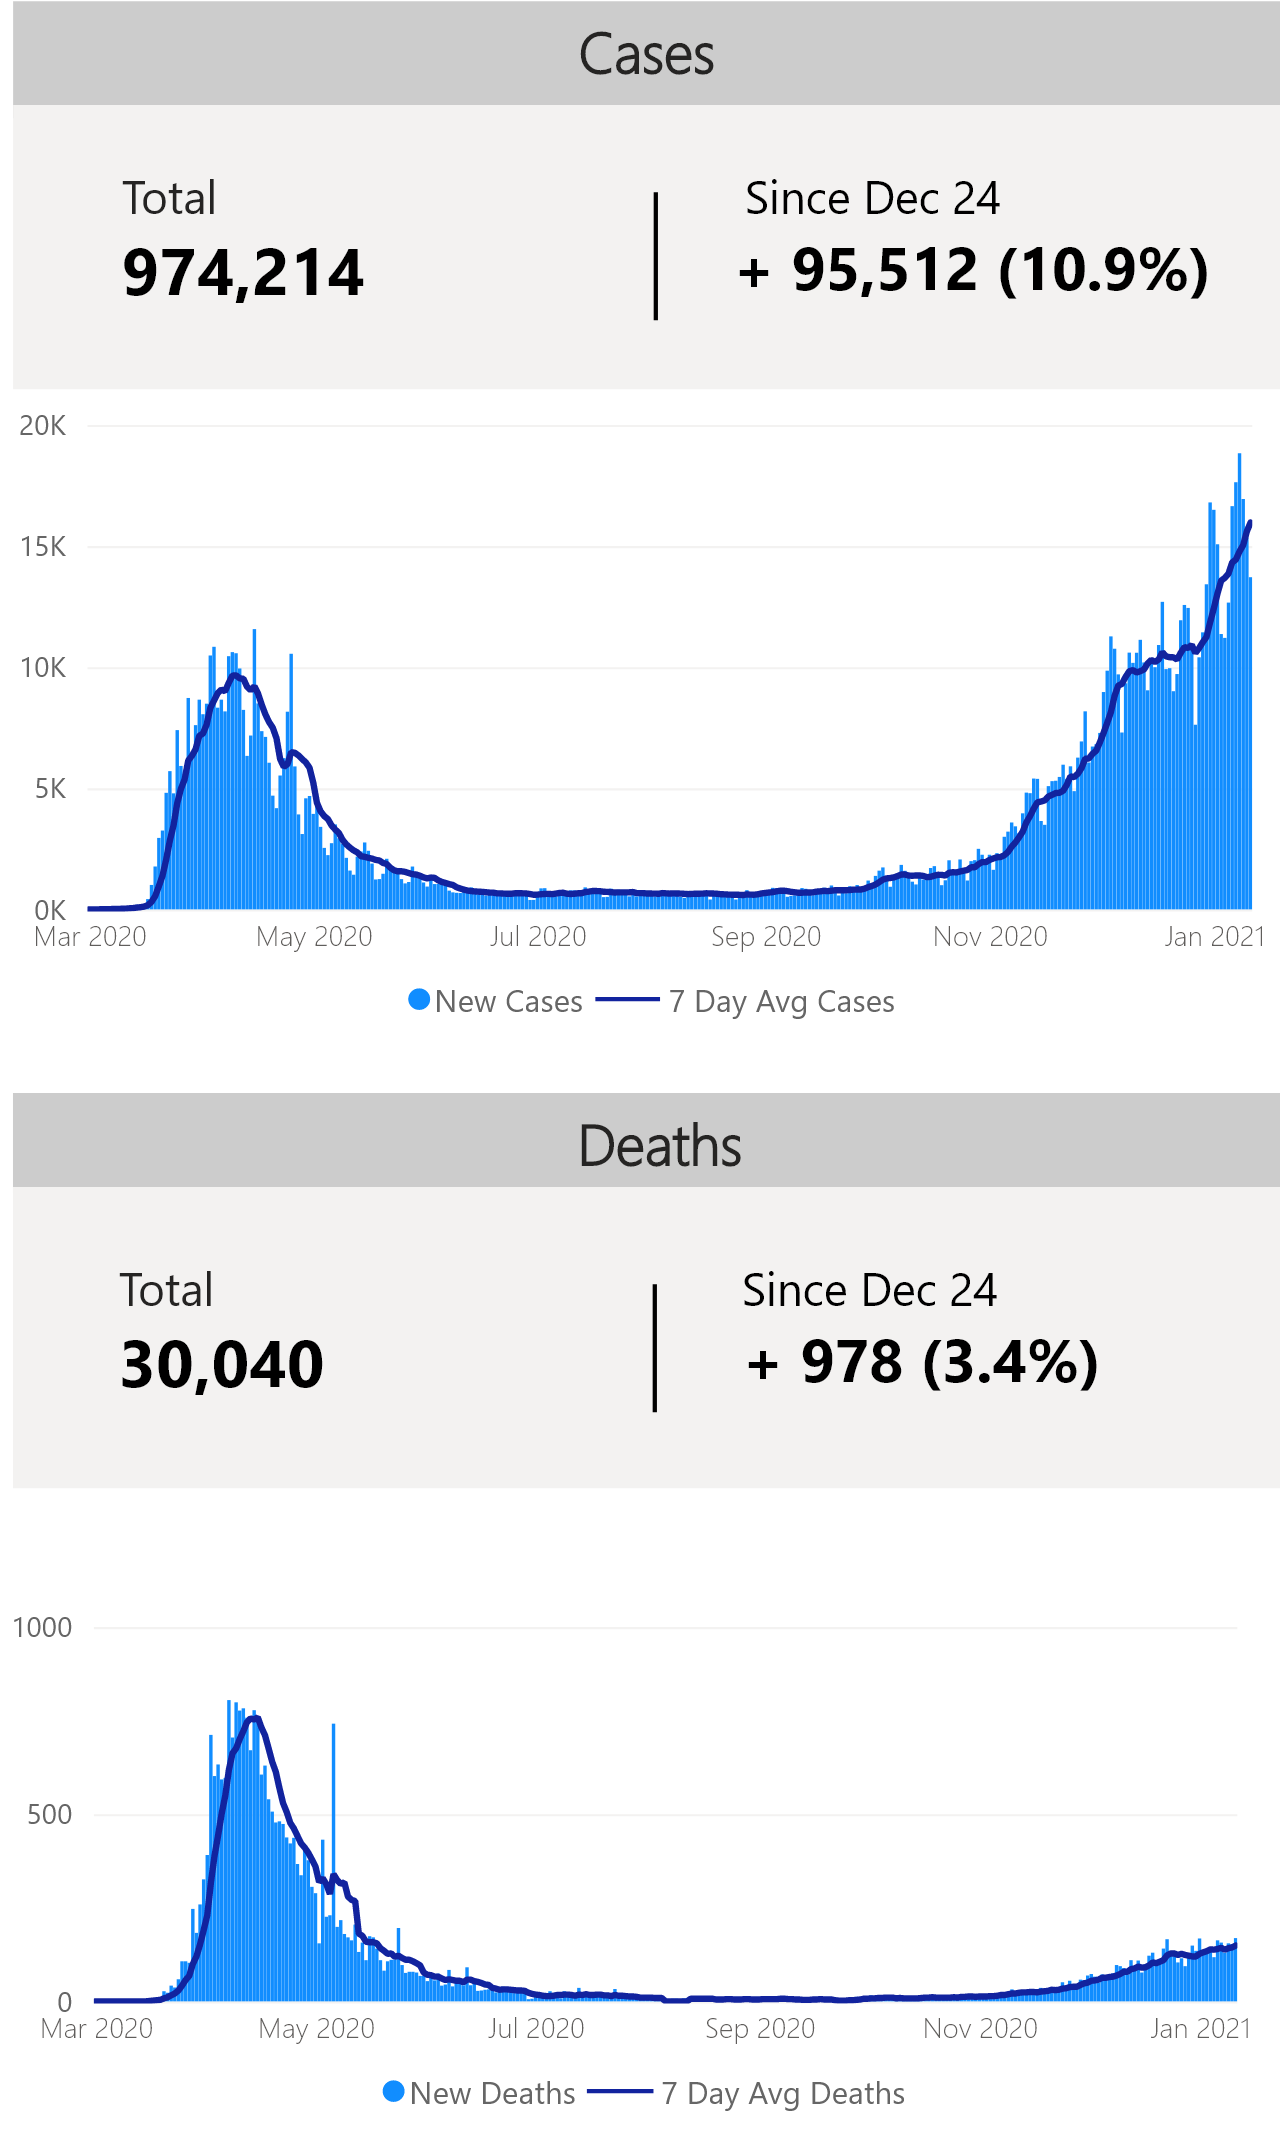 Cases
Total
Since Dec 24
974,214
+ 95,512 (10.9%)
20K
15K
10K
5K
0K
Mar 2020 May 2020 Jul 2020 Sep 2020 Nov 2020 Jan 2021
New Cases 7 Day Avg Cases
Deaths
Total
Since Dec 24
30,040
+ 978 (3.4%)
1000
500
0
Mar 2020 May 2020 Jul 2020 Sep 2020 Nov 2020 Jan 2021
New Deaths 7 Day Avg Deaths